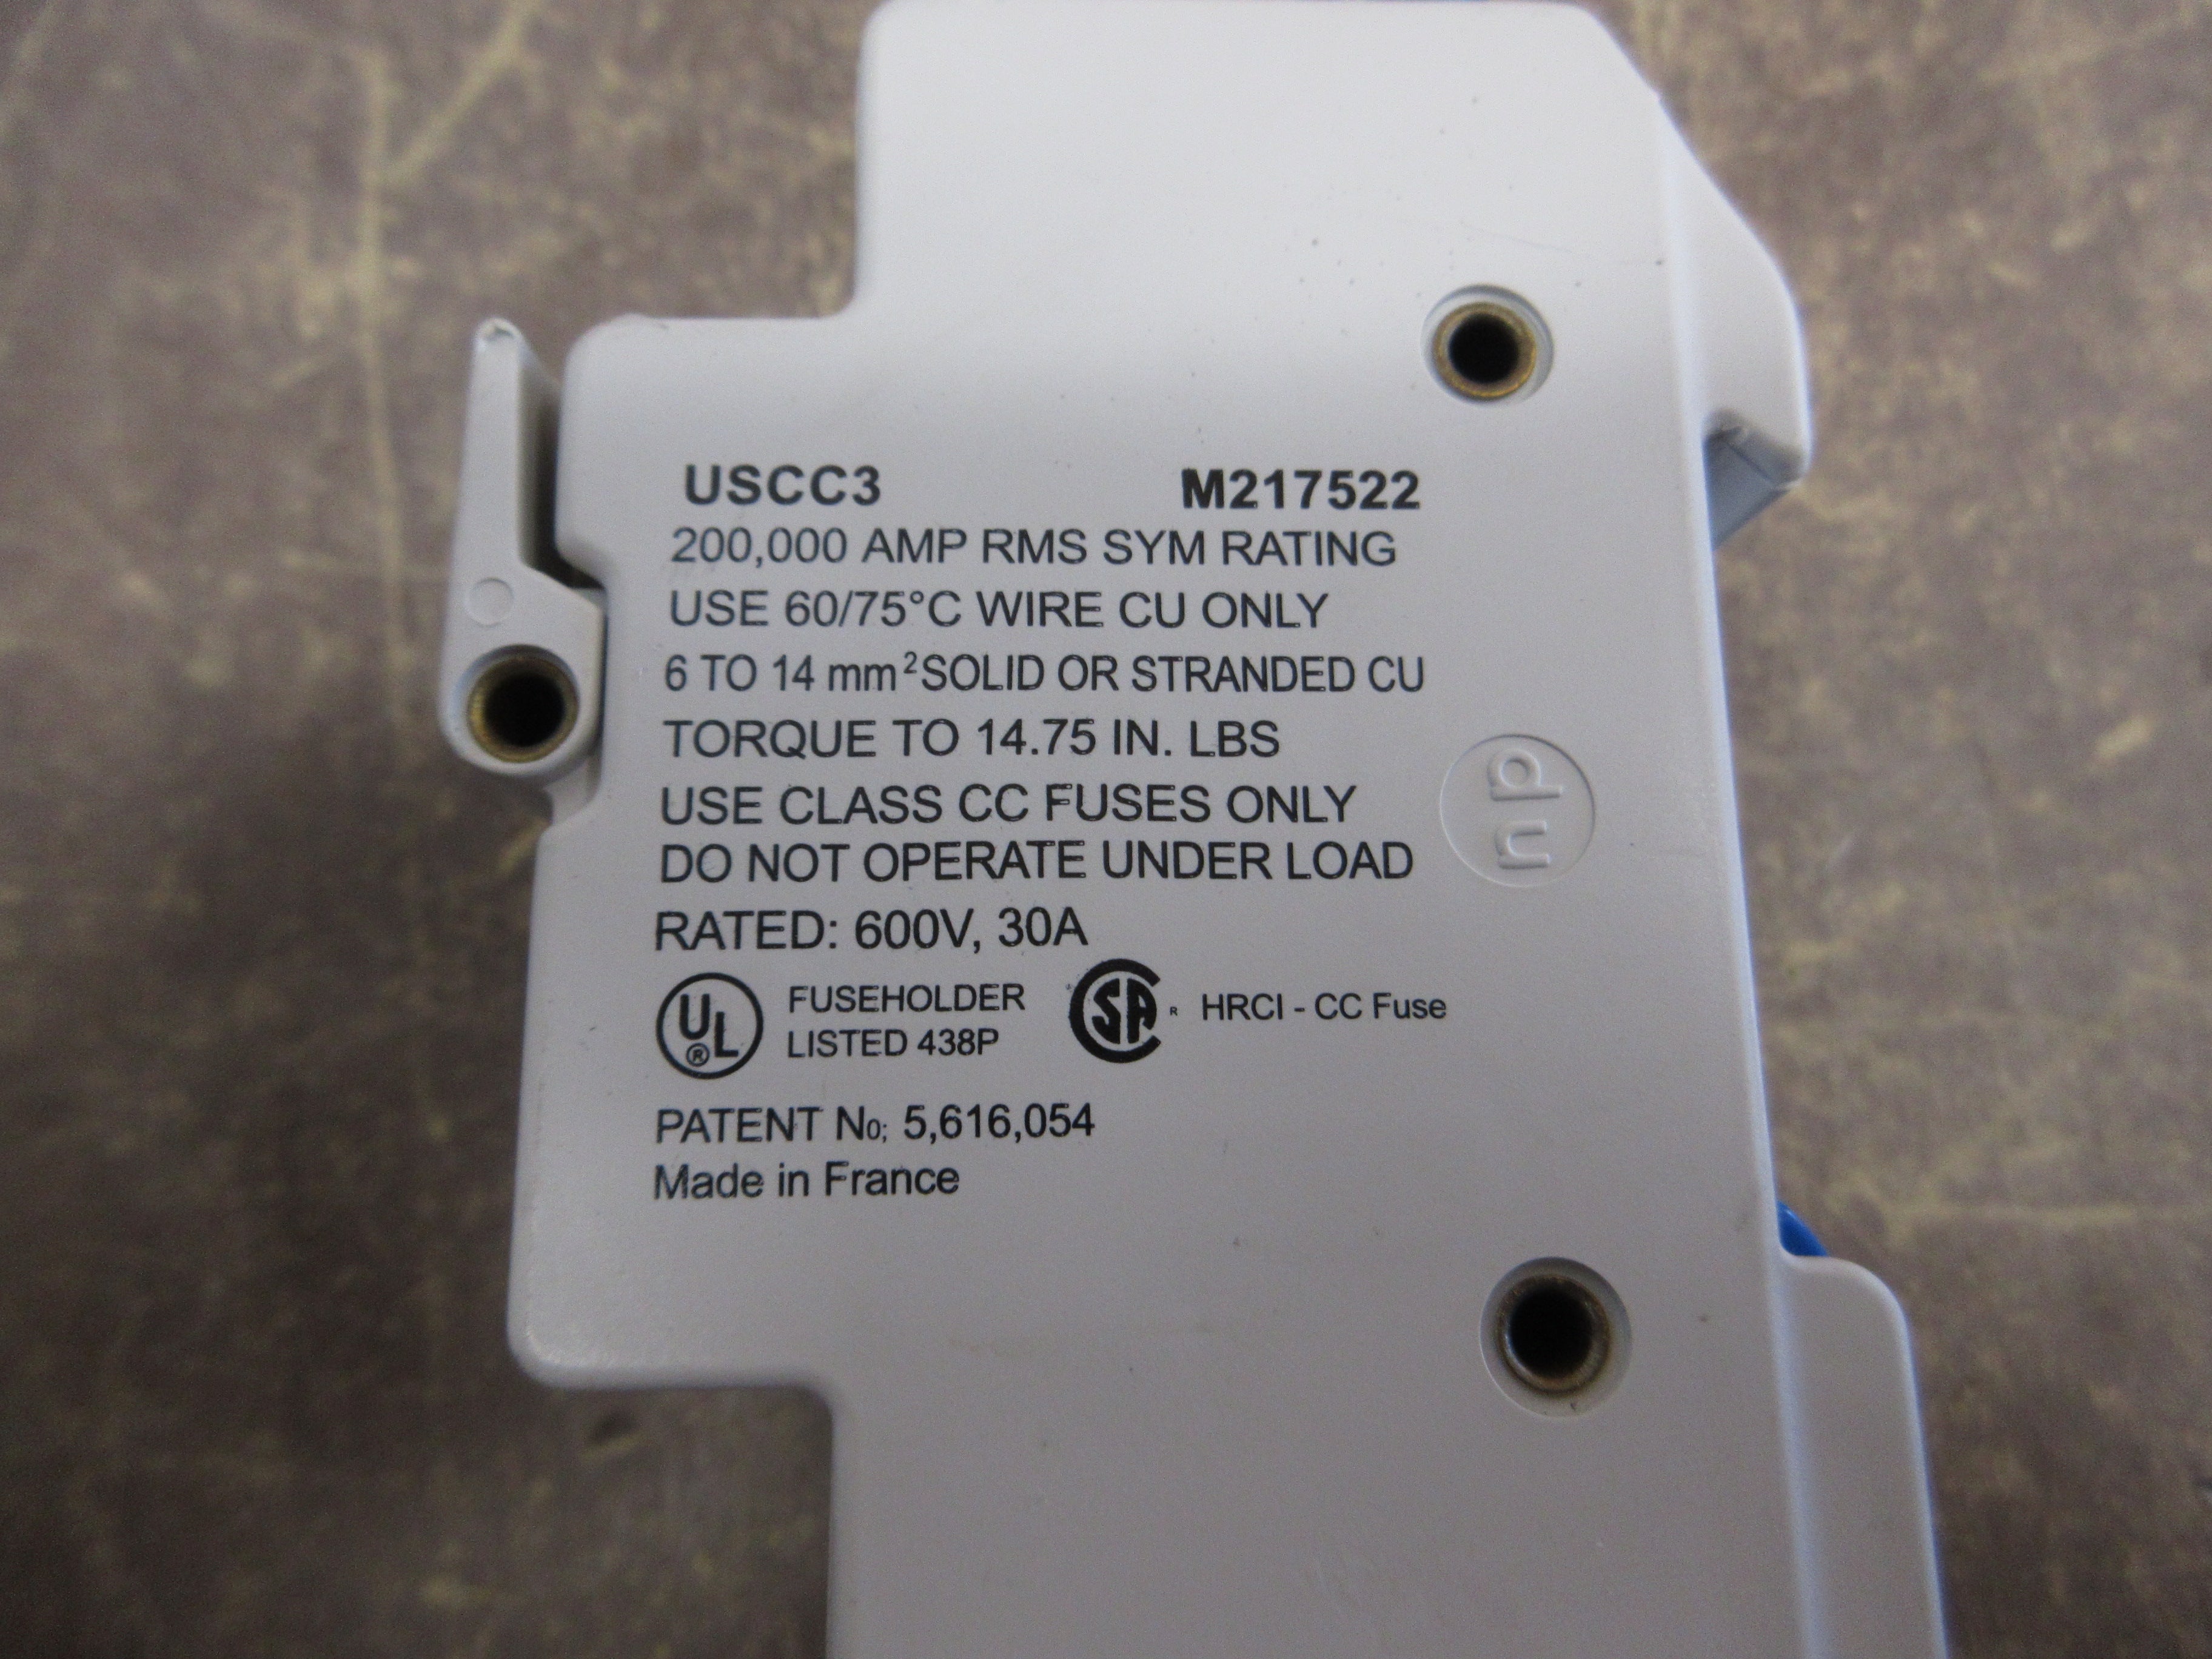 USCC3 M217522
200,000 AMP RMS SYM RATING
USE 60/75°C WIRE CU ONLY
6 TO 14 mm² SOLID OR STRANDED CU
TORQUE TO 14.75 IN. LBS
USE CLASS CC FUSES ONLY
DO NOT OPERATE UNDER LOAD
RATED: 600V, 30A
UL ® FUSEHOLDER
LISTED 438P
SA R HRCI - CC Fuse
PATENT No; 5,616,054
Made in France